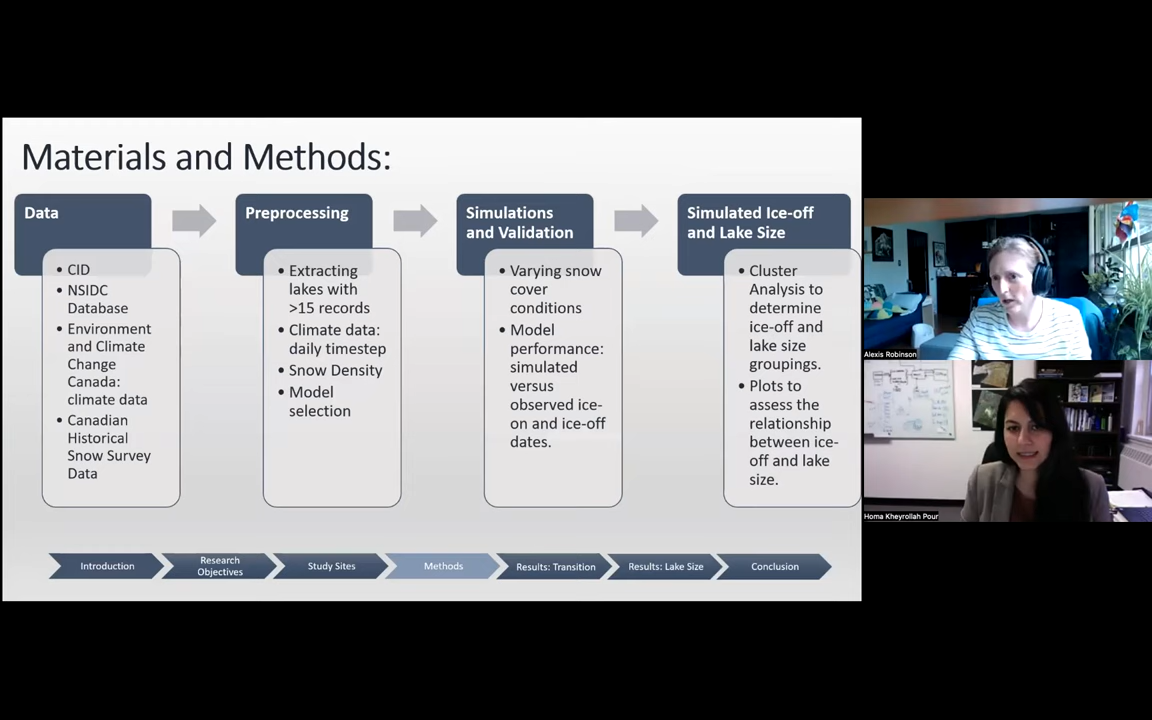 Materials and Methods:
Data
• CID
• NSIDC
Database
• Environment
and Climate
Change
Canada:
climate data
• Canadian
Historical
Snow Survey
Data
Preprocessing
• Extracting
lakes with
>15 records
• Climate data:
daily timestep
• Snow Density
• Model
selection
Simulations
and Validation
• Varying snow
cover
conditions
• Model
performance:
simulated
versus
observed ice-
on and ice-off
dates.
Simulated Ice-off
and Lake Size
• Cluster
Analysis to
determine
ice-off and
lake size
groupings.
• Plots to
assess the
relationship
between ice-
off and lake
size.
Introduction
Research
Objectives
Study Sites
Methods
Results: Transition
Results: Lake Size
Conclusion
Alexis Robinson
Homa Kheyrollah Pour